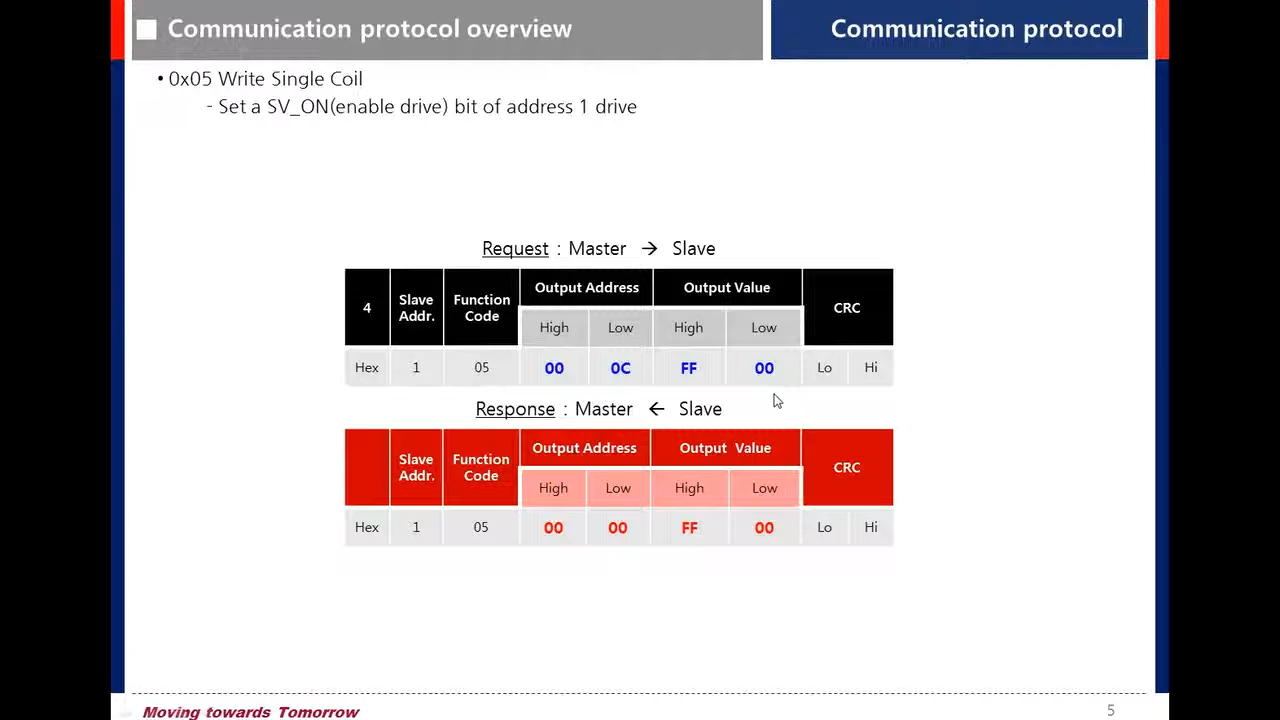 Communication protocol overview
Communication protocol
• 0x05 Write Single Coil
- Set a SV_ON(enable drive) bit of address 1 drive
Request : Master → Slave
4 Slave Addr. Function Code Output Address Output Value CRC
High Low High Low
Hex 1 05 00 0C FF 00 Lo Hi
Response : Master ← Slave
Slave Addr. Function Code Output Address Output Value CRC
High Low High Low
Hex 1 05 00 00 FF 00 Lo Hi
Moving towards Tomorrow
5